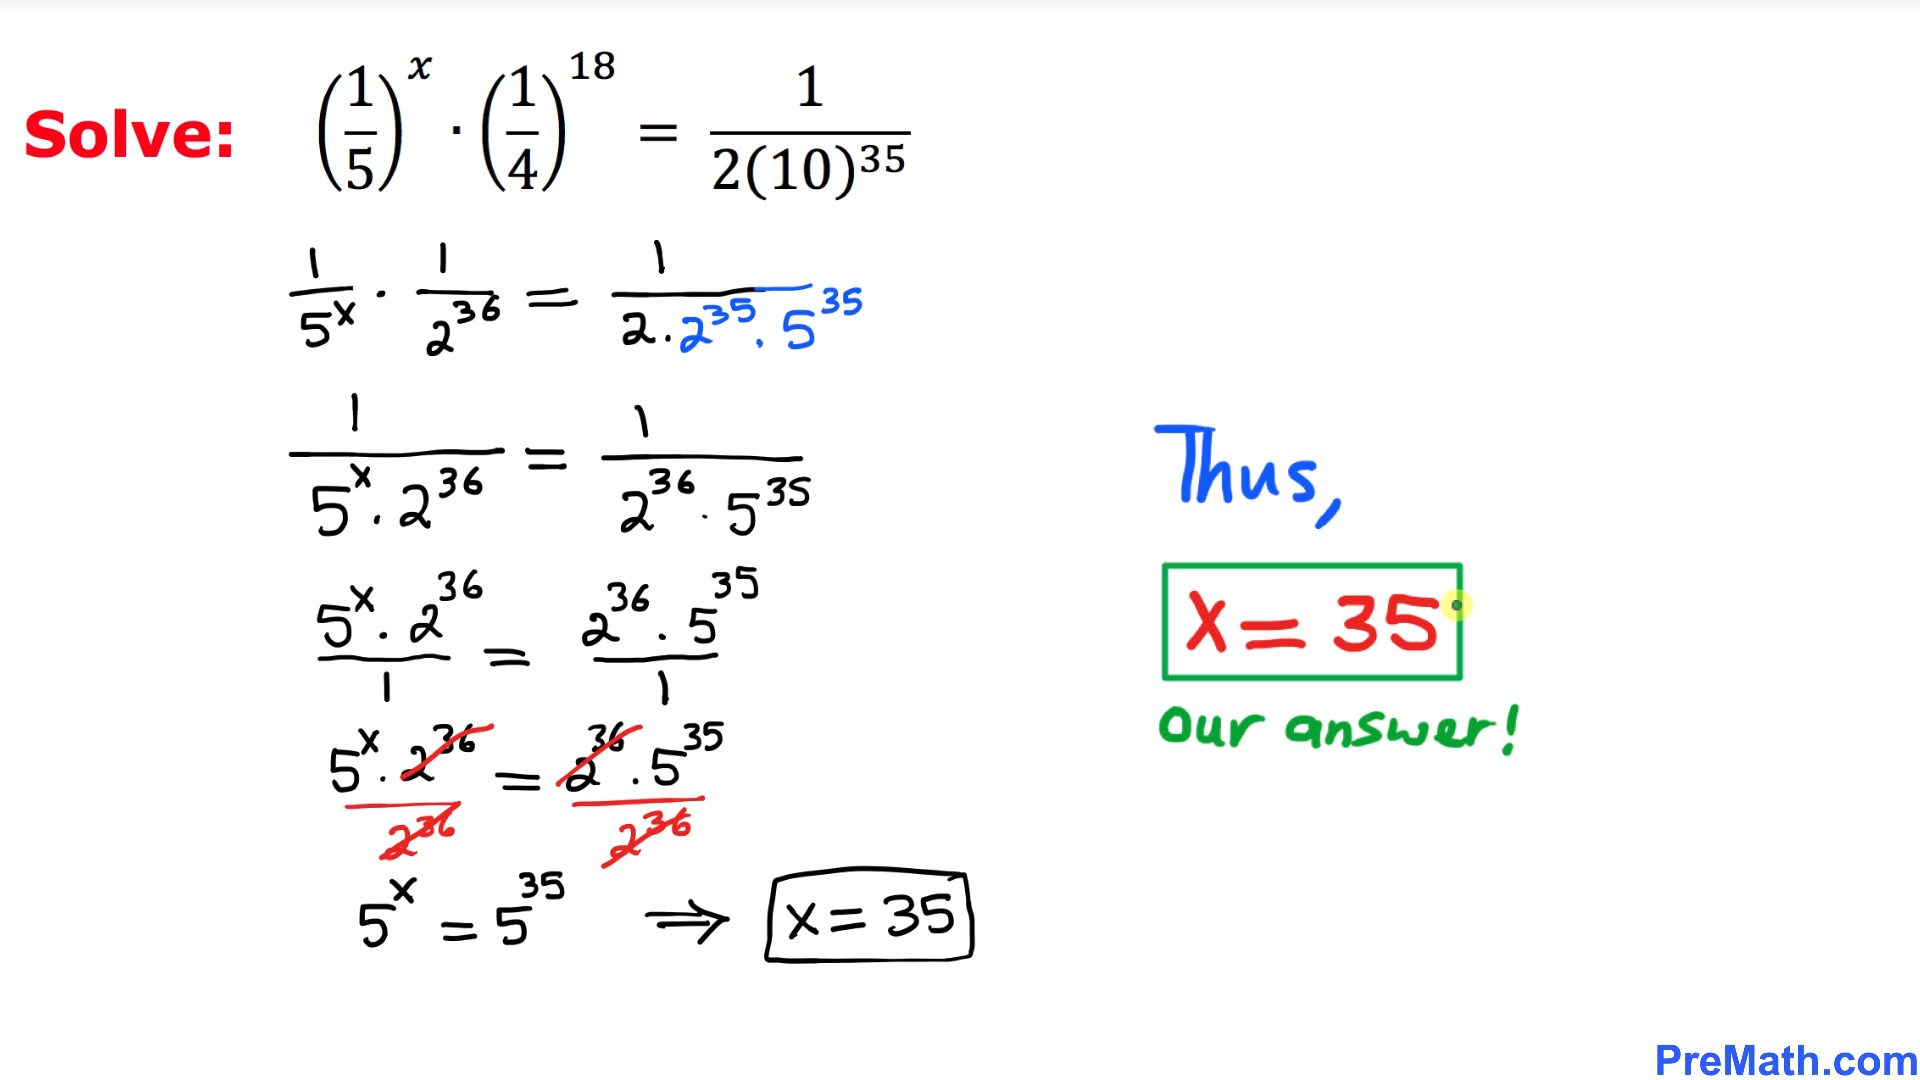 Solve: (1/5)^x · (1/4)^18 = 1/(2(10)^35)
1/5^x · 1/2^36 = 1/(2 · 2^35 · 5^35)
1/(5^x · 2^36) = 1/(2^36 · 5^35)
(5^x · 2^36)/1 = (2^36 · 5^35)/1
(5^x · 2^36)/2^36 = (2^36 · 5^35)/2^36
5^x = 5^35 ⇒ x = 35
Thus,
x = 35
our answer!
PreMath.com